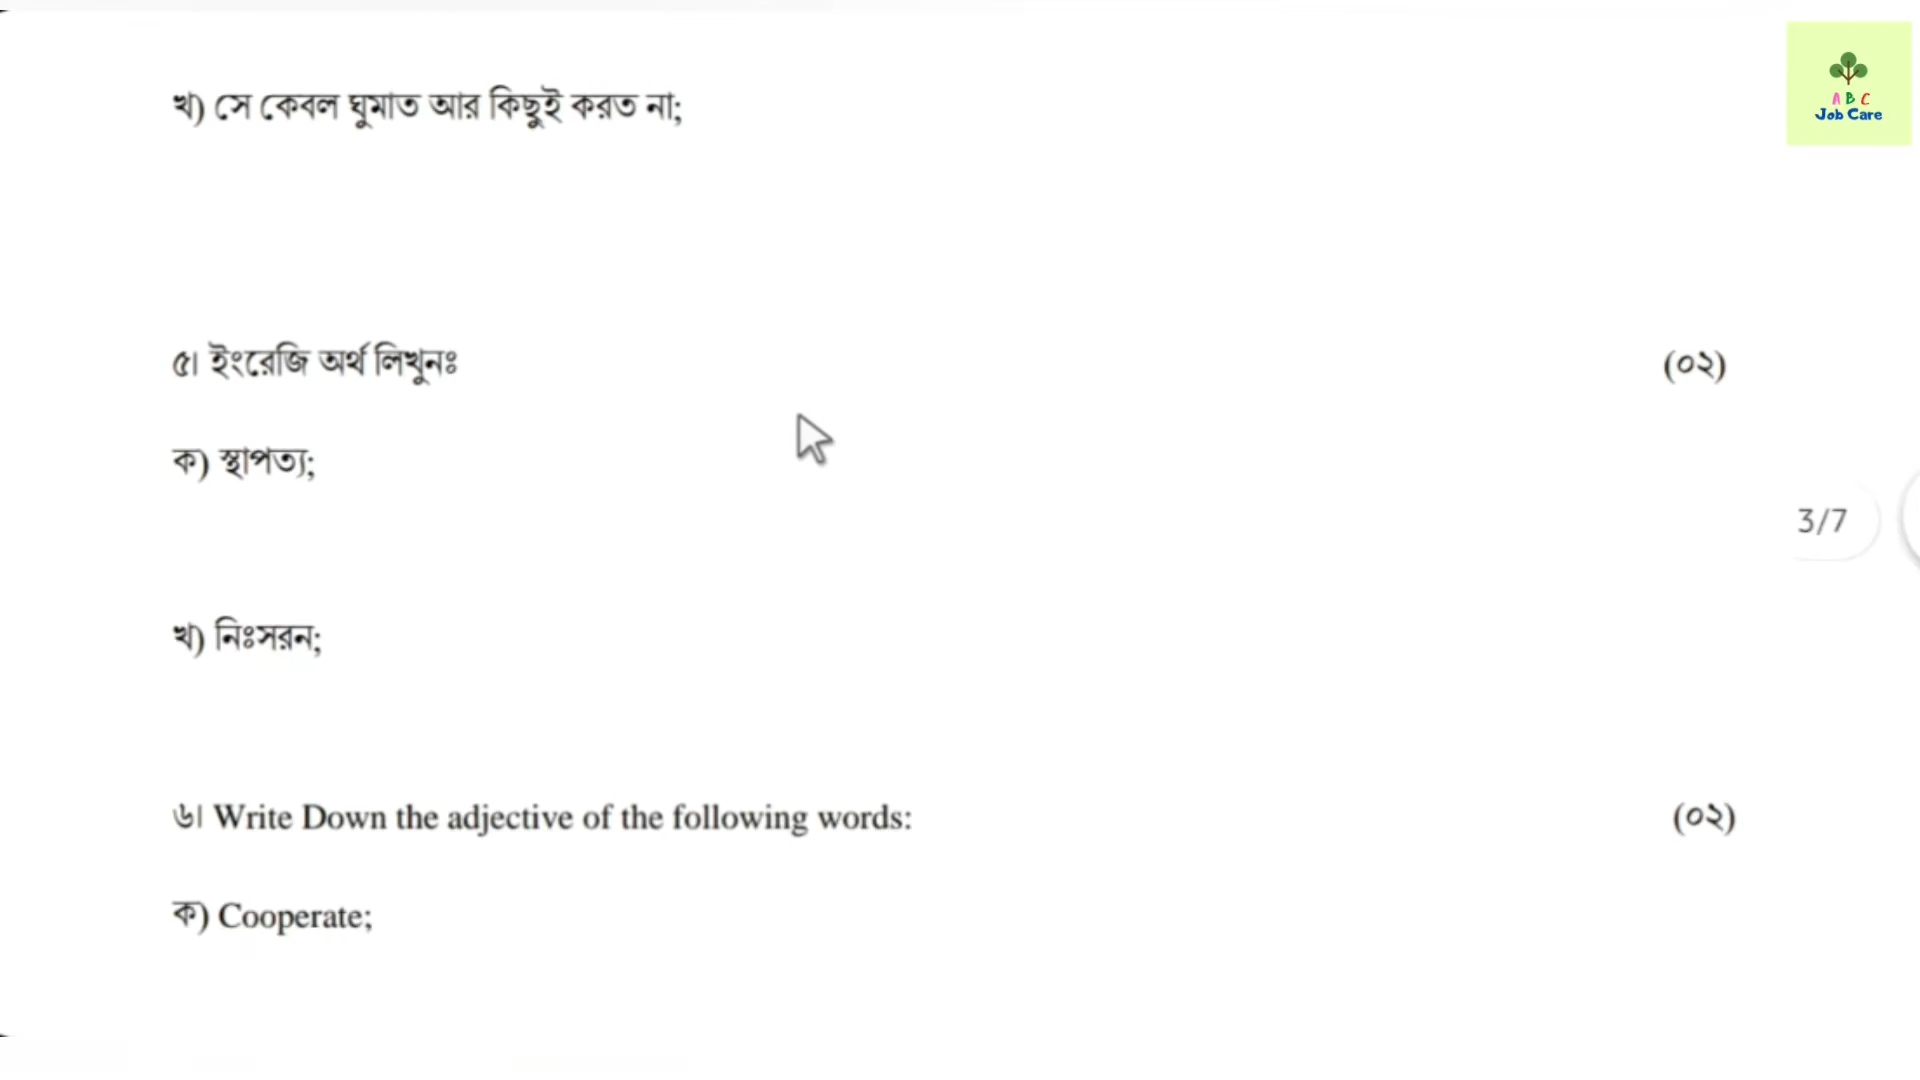 খ) সে কেবল ঘুমাত আর কিছুই করত না;
A B C
Job Care
৫। ইংরেজি অর্থ লিখুনঃ (০২)
ক) স্থাপত্য;
3/7
খ) নিঃসরন;
৬। Write Down the adjective of the following words: (০২)
ক) Cooperate;